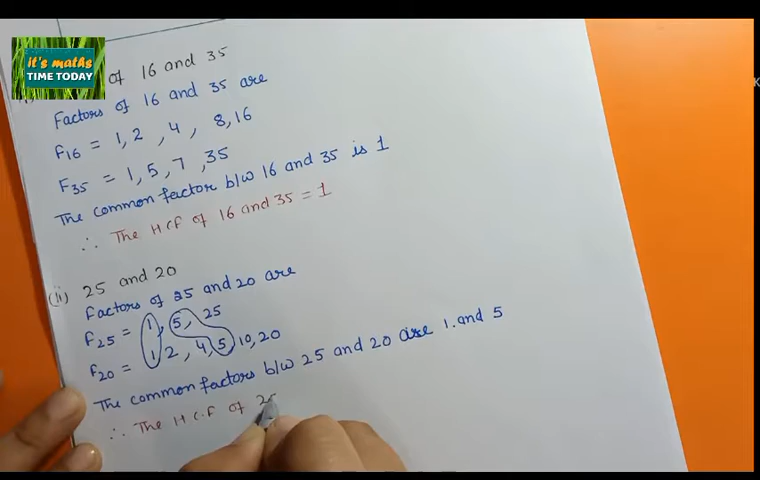 it's maths
TIME TODAY
of 16 and 35
Factors of 16 and 35 are
F16 = 1, 2 , 4 , 8, 16
F35 = 1, 5, 7 , 35
The common factor b/w 16 and 35 is 1
∴ The HCF of 16 and 35 = 1
(ii) 25 and 20
Factors of 25 and 20 are
F25 = 1, 5, 25
F20 = 1 2 , 4, 5 10, 20
The common factors b/w 25 and 20 are 1. and 5
∴ The H C.F of 25
K